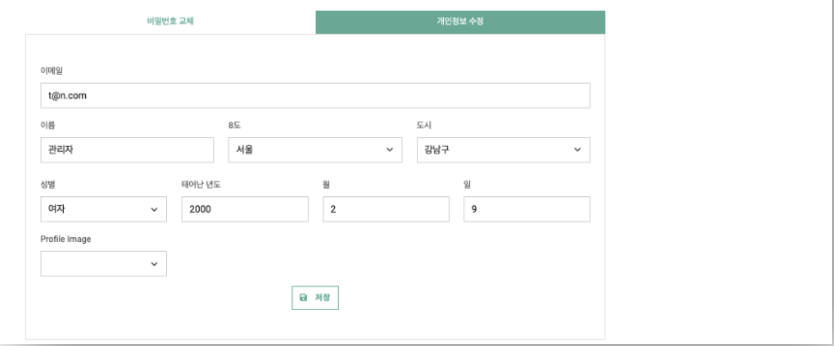 비밀번호 교체 개인정보 수정
이메일
t@n.com
이름 8도 도시
관리자 서울 강남구
성별 태어난 년도 월 일
여자 2000 2 9
Profile Image
저장